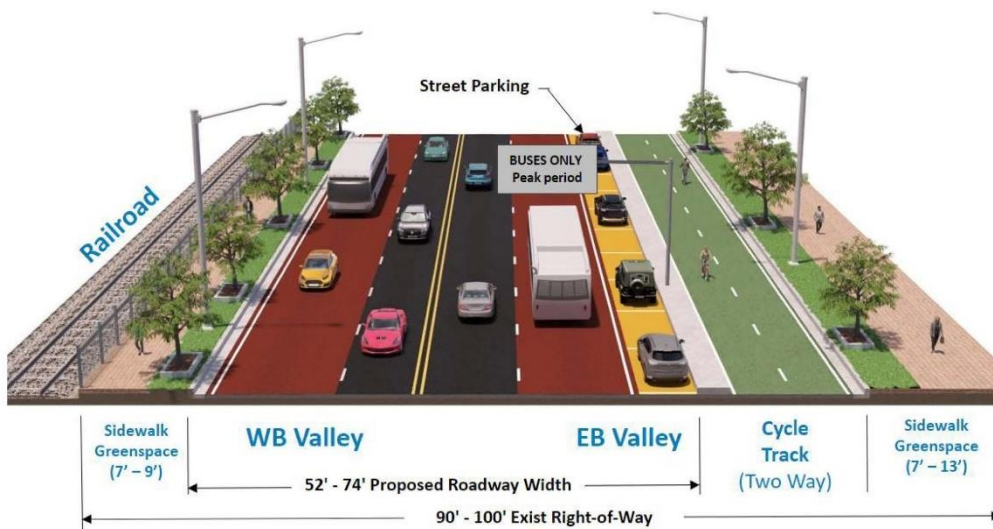 Street Parking
BUSES ONLY
Peak period
Railroad
Sidewalk
Greenspace
(7' – 9')
WB Valley
EB Valley
Cycle
Track
(Two Way)
Sidewalk
Greenspace
(7' – 13')
52' - 74' Proposed Roadway Width
90' - 100' Exist Right-of-Way